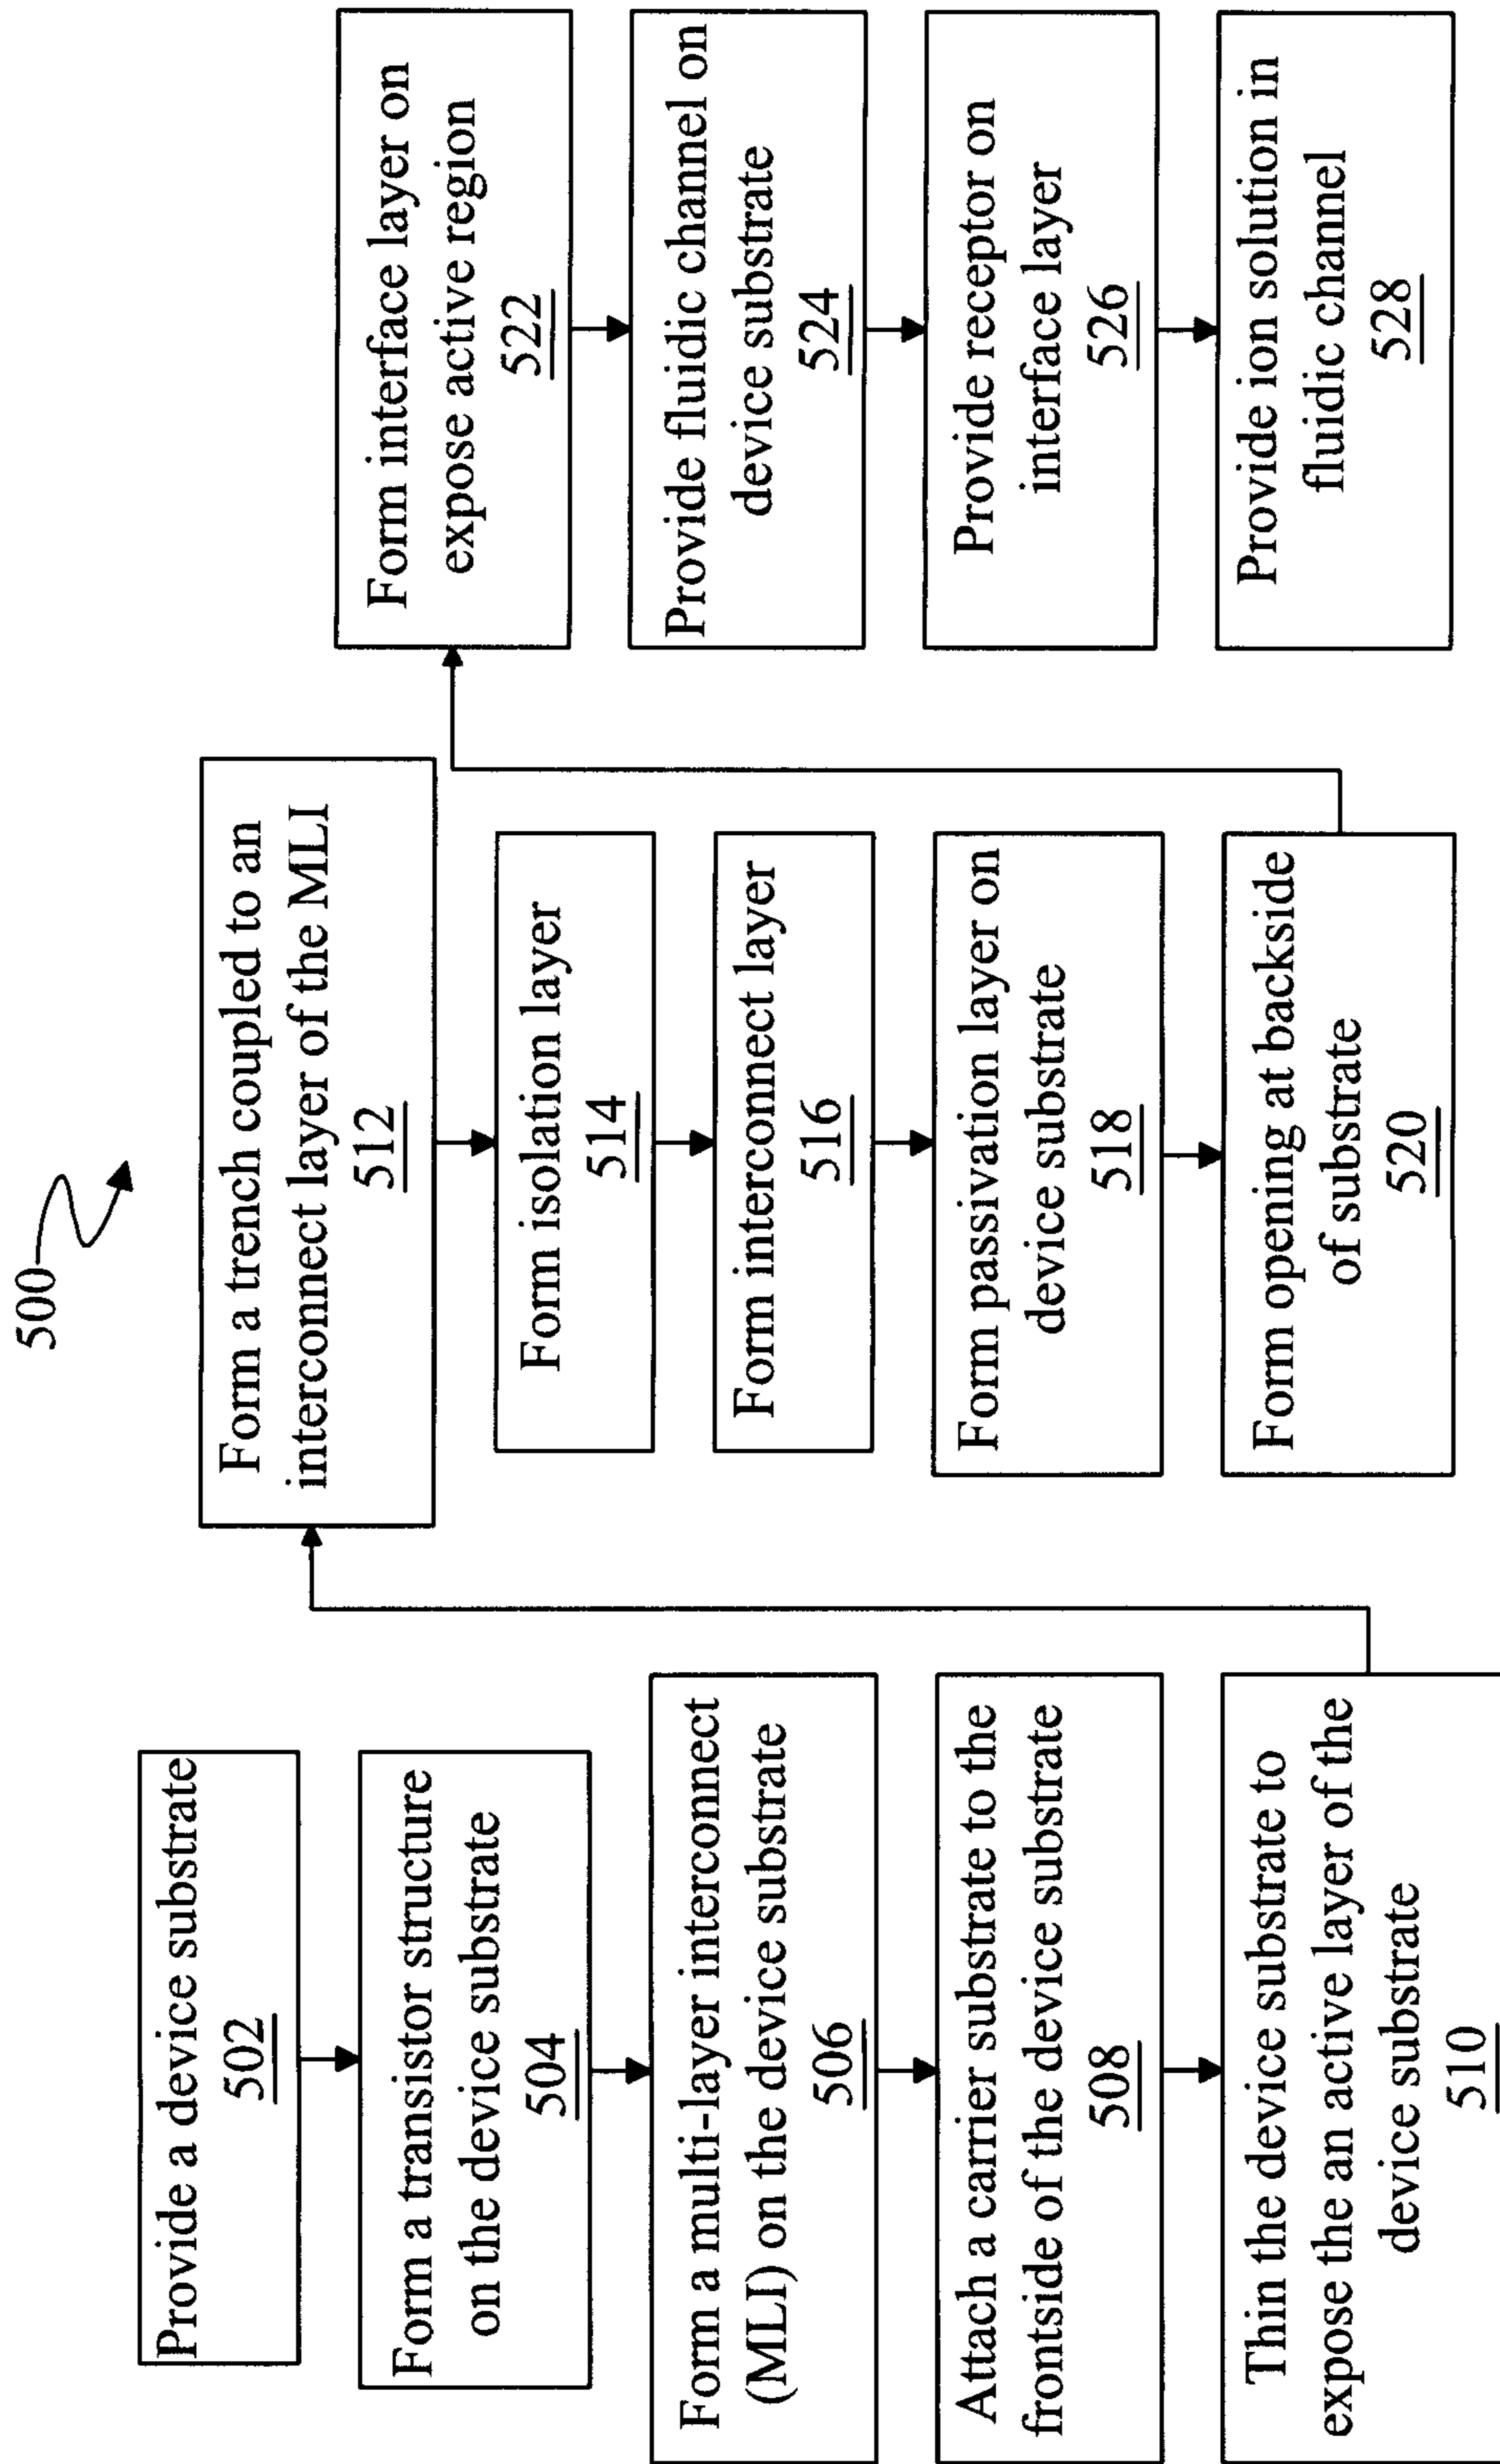 500
Provide a device substrate
502
Form a transistor structure
on the device substrate
504
Form a multi-layer interconnect
(MLI) on the device substrate
506
Attach a carrier substrate to the
frontside of the device substrate
508
Thin the device substrate to
expose the an active layer of the
device substrate
510
Form a trench coupled to an
interconnect layer of the MLI
512
Form isolation layer
514
Form interconnect layer
516
Form passivation layer on
device substrate
518
Form opening at backside
of substrate
520
Form interface layer on
expose active region
522
Provide fluidic channel on
device substrate
524
Provide receptor on
interface layer
526
Provide ion solution in
fluidic channel
528